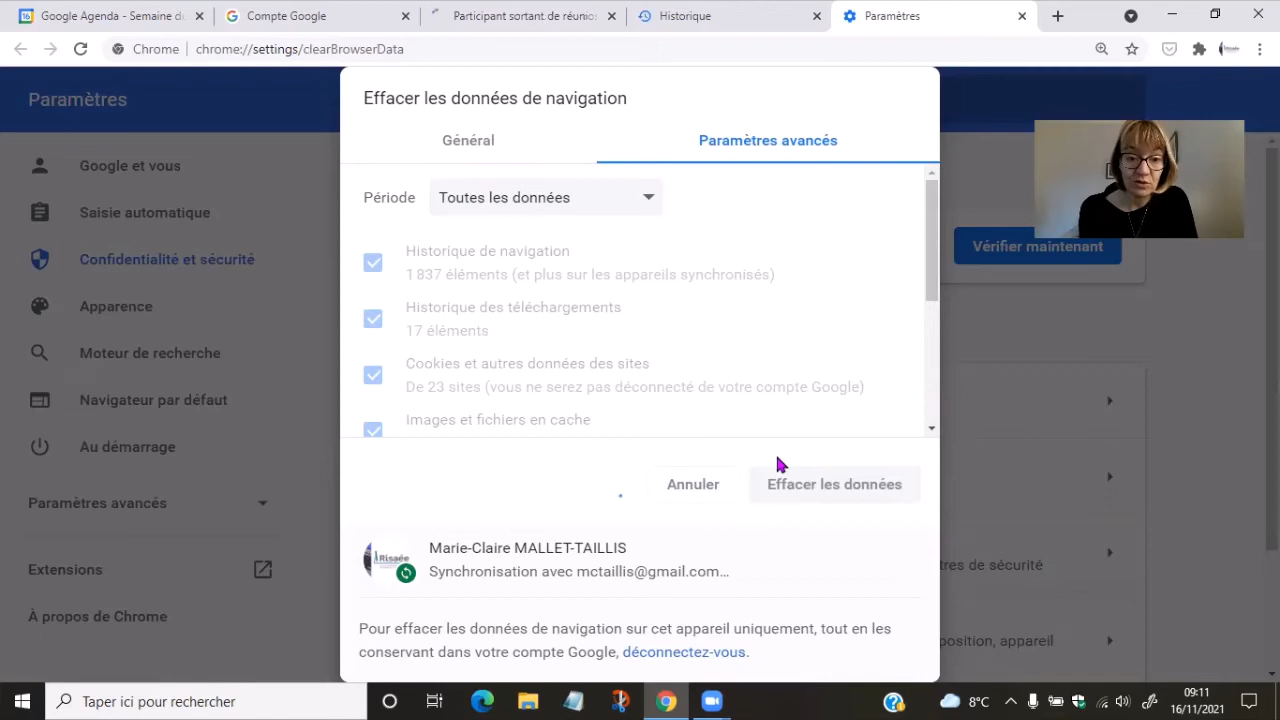 Google Agenda - Semaine du
Compte Google
Participant sortant de réunio
Historique
Paramètres
Chrome
chrome://settings/clearBrowserData
Paramètres
Google et vous
Saisie automatique
Confidentialité et sécurité
Apparence
Moteur de recherche
Navigateur par défaut
Au démarrage
Paramètres avancés
Extensions
À propos de Chrome
Effacer les données de navigation
Général
Paramètres avancés
Période
Toutes les données
Historique de navigation
1 837 éléments (et plus sur les appareils synchronisés)
Historique des téléchargements
17 éléments
Cookies et autres données des sites
De 23 sites (vous ne serez pas déconnecté de votre compte Google)
Images et fichiers en cache
Annuler
Effacer les données
Risaée
Marie-Claire MALLET-TAILLIS
Synchronisation avec mctaillis@gmail.com…
Pour effacer les données de navigation sur cet appareil uniquement, tout en les
conservant dans votre compte Google, déconnectez-vous.
Vérifier maintenant
tres de sécurité
position, appareil
Taper ici pour rechercher
8°C
09:11
16/11/2021